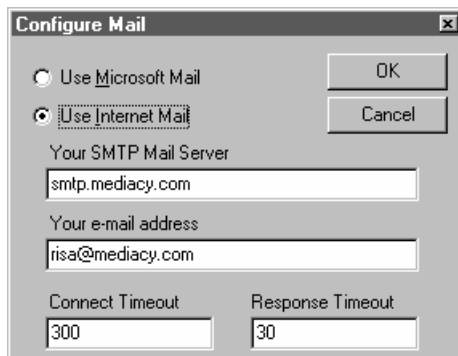 Configure Mail
Use Microsoft Mail
OK
Use Internet Mail
Cancel
Your SMTP Mail Server
smtp.mediacy.com
Your e-mail address
risa@mediacy.com
Connect Timeout
Response Timeout
300
30